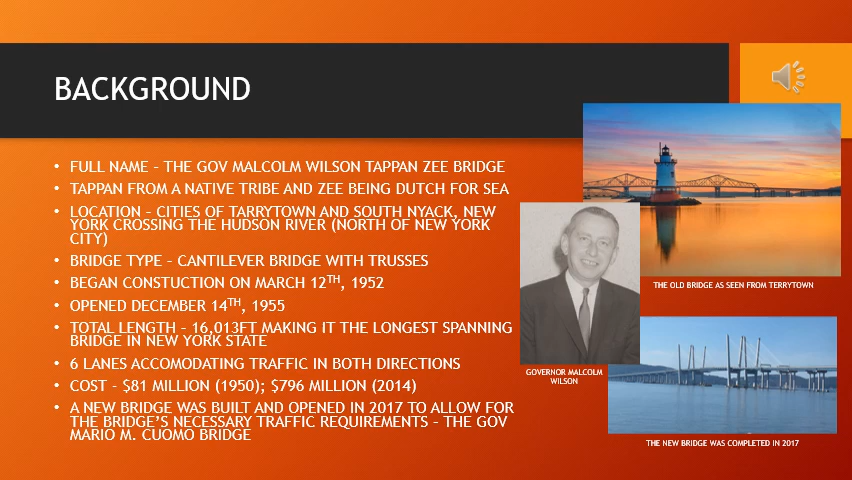 BACKGROUND
• FULL NAME – THE GOV MALCOLM WILSON TAPPAN ZEE BRIDGE
• TAPPAN FROM A NATIVE TRIBE AND ZEE BEING DUTCH FOR SEA
• LOCATION – CITIES OF TARRYTOWN AND SOUTH NYACK, NEW
YORK CROSSING THE HUDSON RIVER (NORTH OF NEW YORK
CITY)
• BRIDGE TYPE – CANTILEVER BRIDGE WITH TRUSSES
• BEGAN CONSTUCTION ON MARCH 12TH, 1952
• OPENED DECEMBER 14TH, 1955
• TOTAL LENGTH – 16,013FT MAKING IT THE LONGEST SPANNING
BRIDGE IN NEW YORK STATE
• 6 LANES ACCOMODATING TRAFFIC IN BOTH DIRECTIONS
• COST - $81 MILLION (1950); $796 MILLION (2014)
• A NEW BRIDGE WAS BUILT AND OPENED IN 2017 TO ALLOW FOR
THE BRIDGE'S NECESSARY TRAFFIC REQUIREMENTS – THE GOV
MARIO M. CUOMO BRIDGE
THE OLD BRIDGE AS SEEN FROM TERRYTOWN
GOVERNOR MALCOLM
WILSON
THE NEW BRIDGE WAS COMPLETED IN 2017